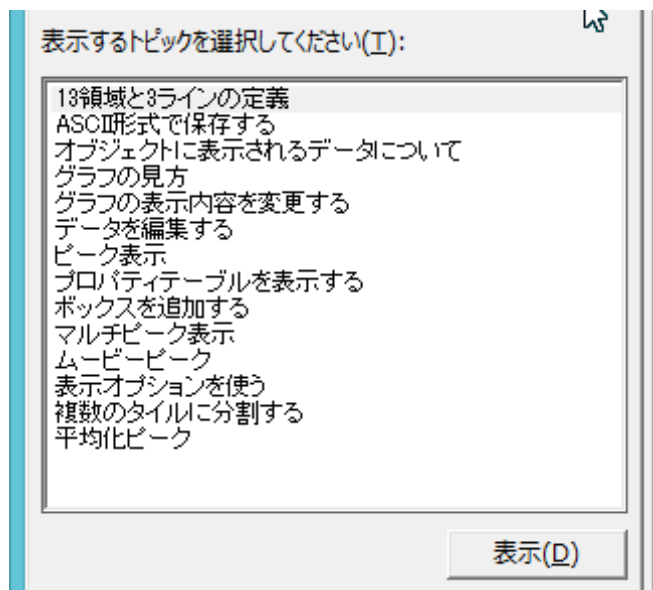 表示するトピックを選択してください(T):
13領域と3ラインの定義
ASCII形式で保存する
オブジェクトに表示されるデータについて
グラフの見方
グラフの表示内容を変更する
データを編集する
ピーク表示
プロパティテーブルを表示する
ボックスを追加する
マルチピーク表示
ムービーピーク
表示オプションを使う
複数のタイルに分割する
平均化ピーク
表示(D)